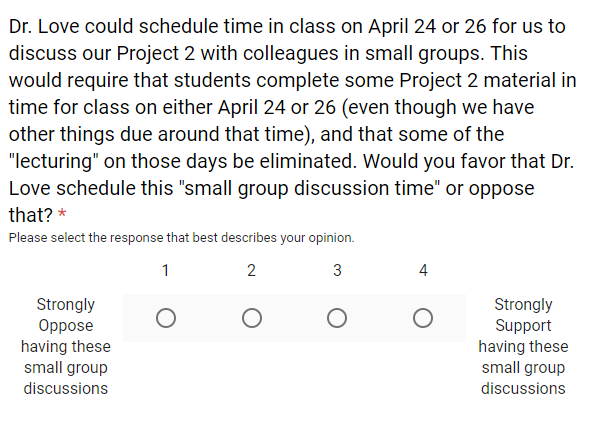 Dr. Love could schedule time in class on April 24 or 26 for us to
discuss our Project 2 with colleagues in small groups. This
would require that students complete some Project 2 material in
time for class on either April 24 or 26 (even though we have
other things due around that time), and that some of the
"lecturing" on those days be eliminated. Would you favor that Dr.
Love schedule this "small group discussion time" or oppose
that? *
Please select the response that best describes your opinion.
1 2 3 4
Strongly
Oppose
having these
small group
discussions
Strongly
Support
having these
small group
discussions